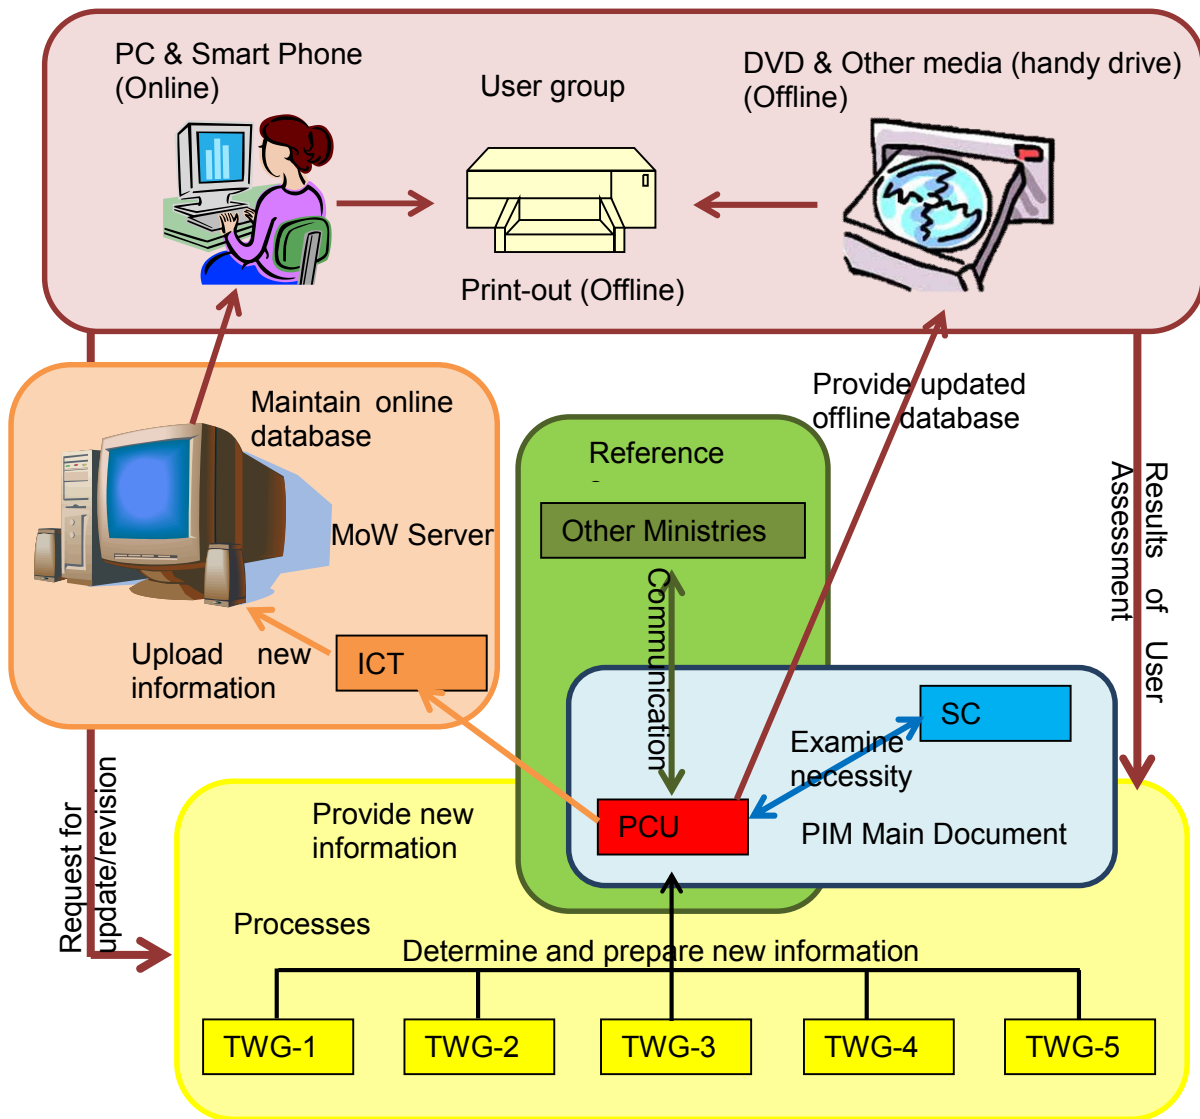 PC & Smart Phone
(Online)
User group
DVD & Other media (handy drive)
(Offline)
Print-out (Offline)
Maintain online
database
MoW Server
Upload new
information
ICT
Provide updated
offline database
Reference
Other Ministries
Communication
Results of User
Assessment
SC
Examine
necessity
PCU
PIM Main Document
Provide new
information
Request for
update/revision
Processes
Determine and prepare new information
TWG-1
TWG-2
TWG-3
TWG-4
TWG-5